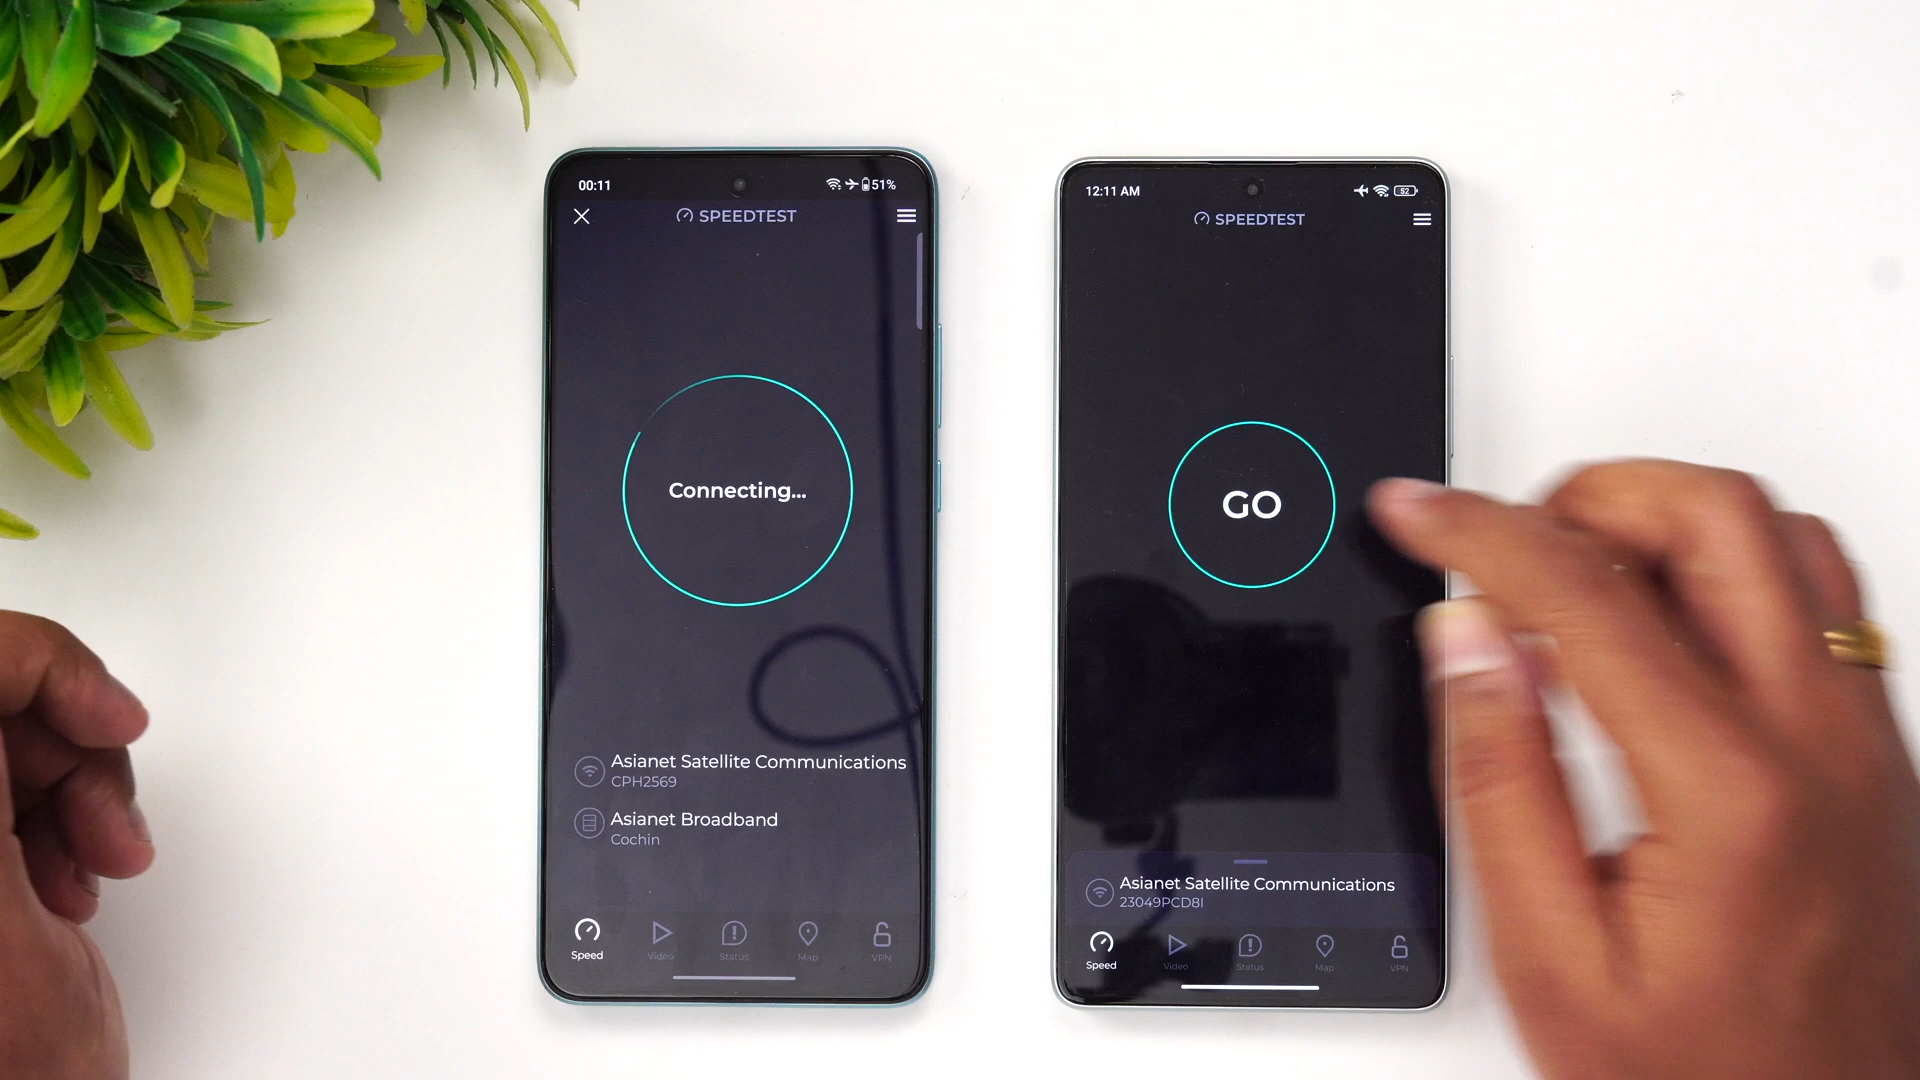 00:11
51%
SPEEDTEST
Connecting...
Asianet Satellite Communications
CPH2569
Asianet Broadband
Cochin
Speed
Video
Status
Map
VPN
12:11 AM
52
SPEEDTEST
GO
Asianet Satellite Communications
23049PCD8I
Speed
Video
Status
Map
VPN